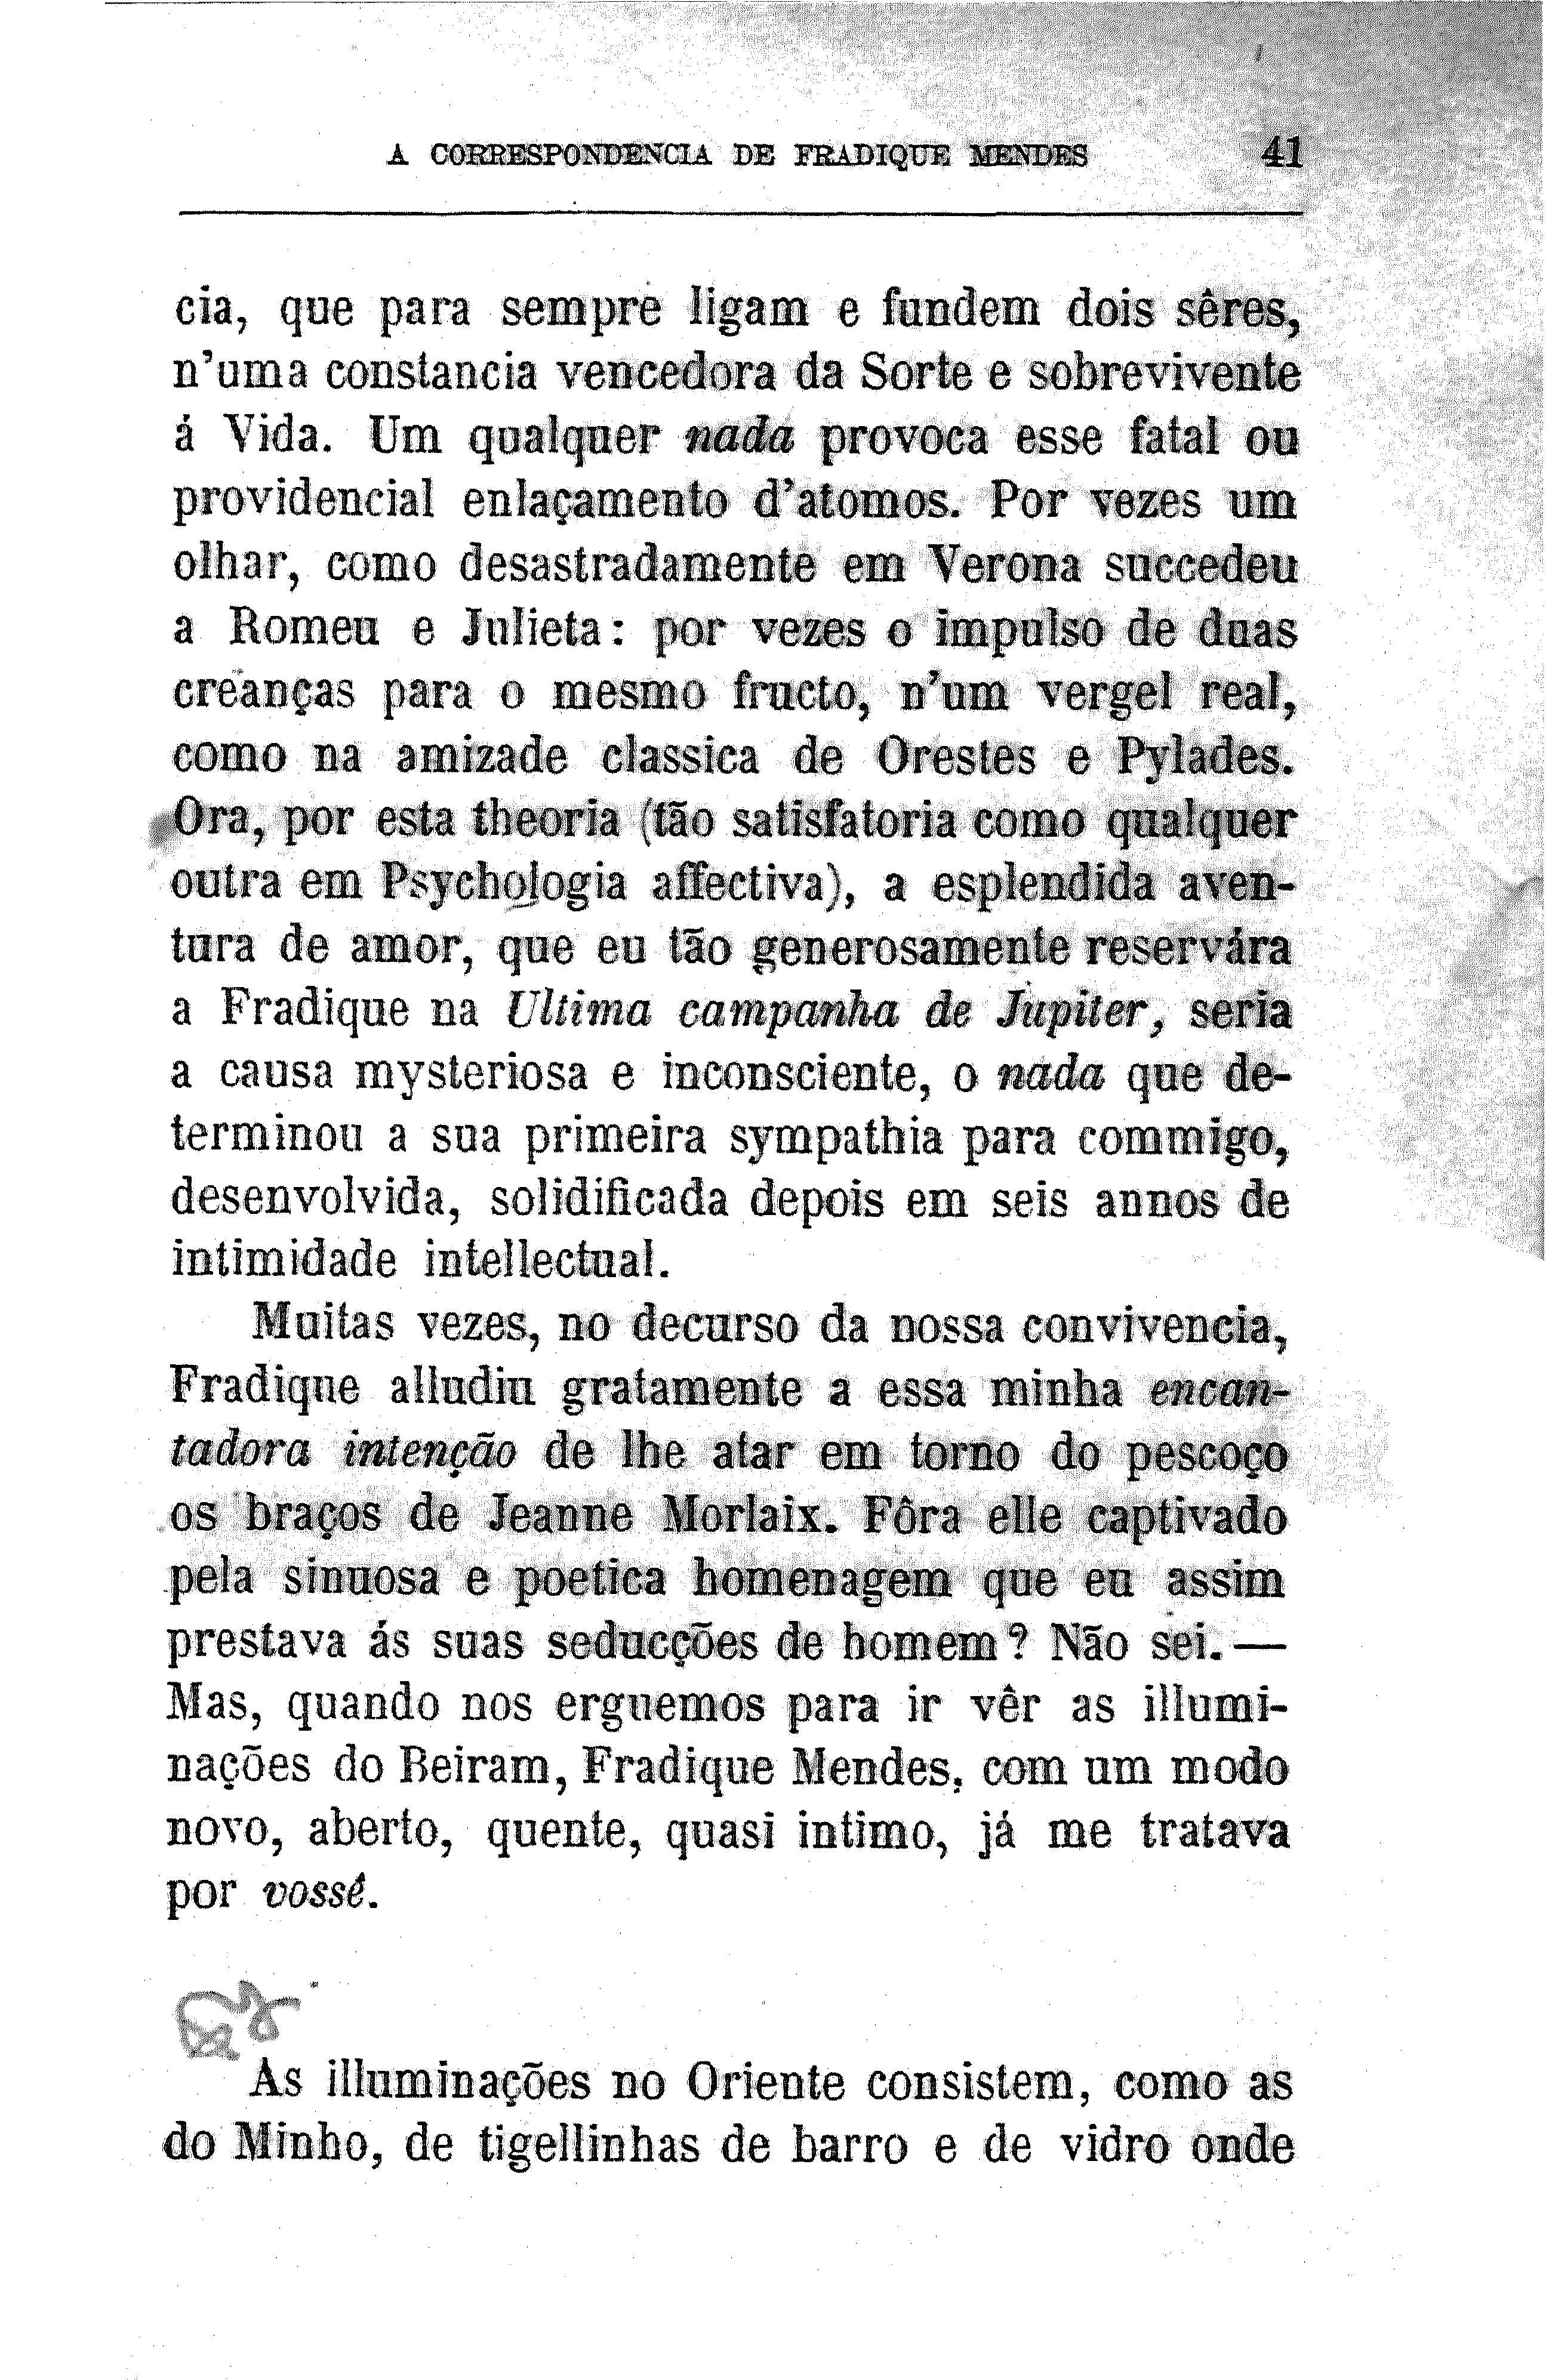 A CORRESPONDENCIA DE FRADIQUE MENDES 41
cia, que para sempre ligam e fundem dois sêres,
n'uma constancia vencedora da Sorte e sobrevivente
á Vida. Um qualquer nada provoca esse fatal ou
providencial enlaçamento d'atomos. Por vezes um
olhar, como desastradamente em Verona succedeu
a Romeu e Julieta: por vezes o impulso de duas
creanças para o mesmo fructo, n'um vergel real,
como na amizade classica de Orestes e Pylades.
Ora, por esta theoria (tão satisfatoria como qualquer
outra em Psychologia affectiva), a esplendida aven-
tura de amor, que eu tão generosamente reservára
a Fradique na Ultima campanha de Jupiter, seria
a causa mysteriosa e inconsciente, o nada que de-
terminou a sua primeira sympathia para commigo,
desenvolvida, solidificada depois em seis annos de
intimidade intellectual.
Muitas vezes, no decurso da nossa convivencia,
Fradique alludiu gratamente a essa minha encan-
tadora intenção de lhe atar em torno do pescoço
os braços de Jeanne Morlaix. Fôra elle captivado
pela sinuosa e poetica homenagem que eu assim
prestava ás suas seducções de homem? Não sei.—
Mas, quando nos erguemos para ir vêr as illumi-
nações do Beiram, Fradique Mendes, com um modo
novo, aberto, quente, quasi intimo, já me tratava
por vossê.
As illuminações no Oriente consistem, como as
do Minho, de tigellinhas de barro e de vidro onde